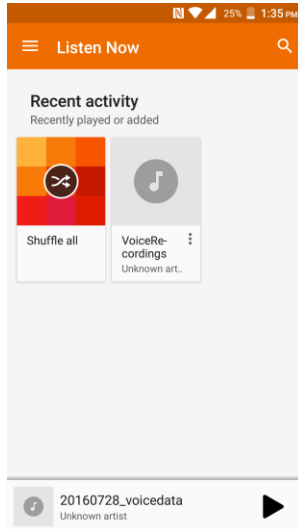 25% 1:35 PM
Listen Now
Recent activity
Recently played or added
Shuffle all
VoiceRe-
cordings
Unknown art..
20160728_voicedata
Unknown artist